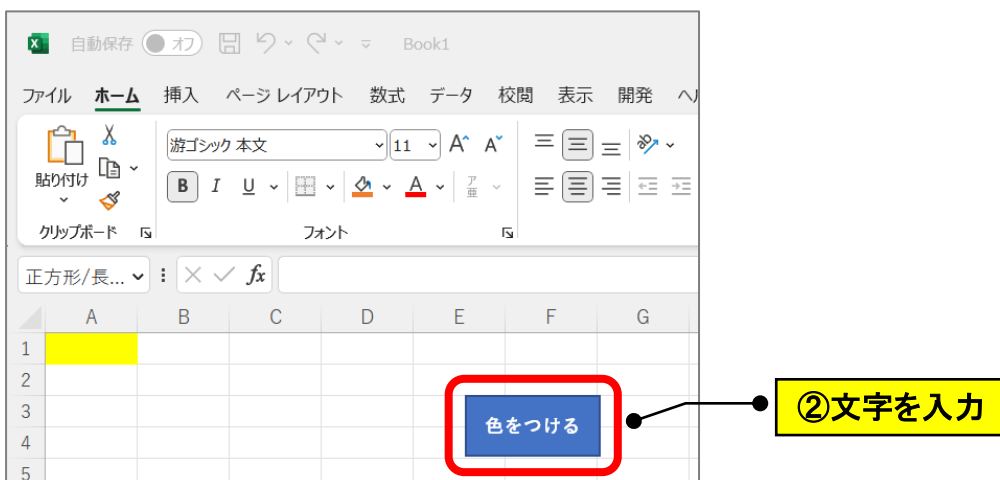 自動保存 オフ Book1
ファイル ホーム 挿入 ページ レイアウト 数式 データ 校閲 表示 開発
貼り付け
游ゴシック 本文 11 A A
B I U A ア亜
クリップボード フォント
正方形/長... fx
A B C D E F G
1
2
3
4
5
色をつける
②文字を入力